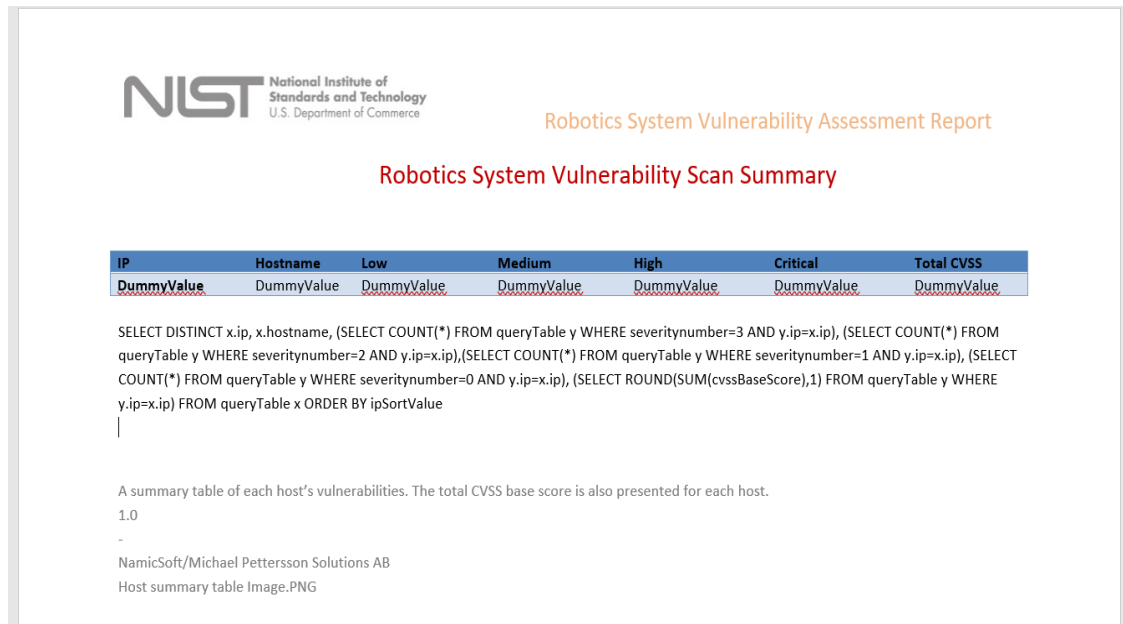 NIST
National Institute of
Standards and Technology
U.S. Department of Commerce
Robotics System Vulnerability Assessment Report
Robotics System Vulnerability Scan Summary
IP Hostname Low Medium High Critical Total CVSS
DummyValue DummyValue DummyValue DummyValue DummyValue DummyValue DummyValue
SELECT DISTINCT x.ip, x.hostname, (SELECT COUNT(*) FROM queryTable y WHERE severitynumber=3 AND y.ip=x.ip), (SELECT COUNT(*) FROM
queryTable y WHERE severitynumber=2 AND y.ip=x.ip),(SELECT COUNT(*) FROM queryTable y WHERE severitynumber=1 AND y.ip=x.ip), (SELECT
COUNT(*) FROM queryTable y WHERE severitynumber=0 AND y.ip=x.ip), (SELECT ROUND(SUM(cvssBaseScore),1) FROM queryTable y WHERE
y.ip=x.ip) FROM queryTable x ORDER BY ipSortValue
A summary table of each host’s vulnerabilities. The total CVSS base score is also presented for each host.
1.0
-
NamicSoft/Michael Pettersson Solutions AB
Host summary table Image.PNG